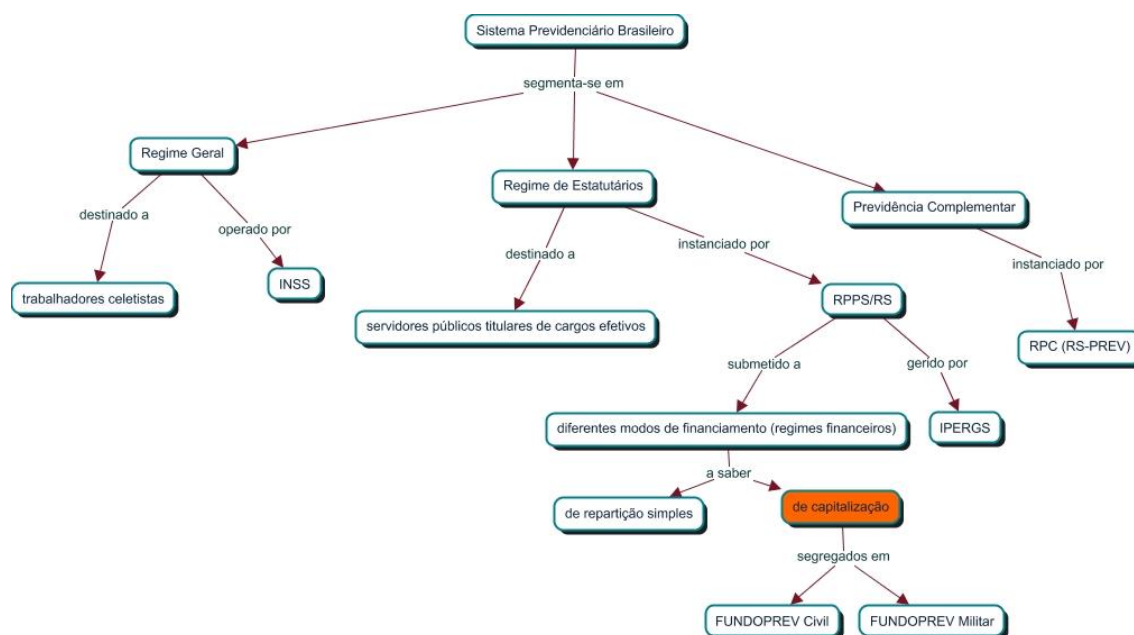 Sistema Previdenciário Brasileiro
segmenta-se em
Regime Geral
Regime de Estatutários
Previdência Complementar
destinado a
operado por
destinado a
instanciado por
instanciado por
trabalhadores celetistas
INSS
servidores públicos titulares de cargos efetivos
RPPS/RS
RPC (RS-PREV)
submetido a
gerido por
diferentes modos de financiamento (regimes financeiros)
IPERGS
a saber
de repartição simples
de capitalização
segregados em
FUNDOPREV Civil
FUNDOPREV Militar